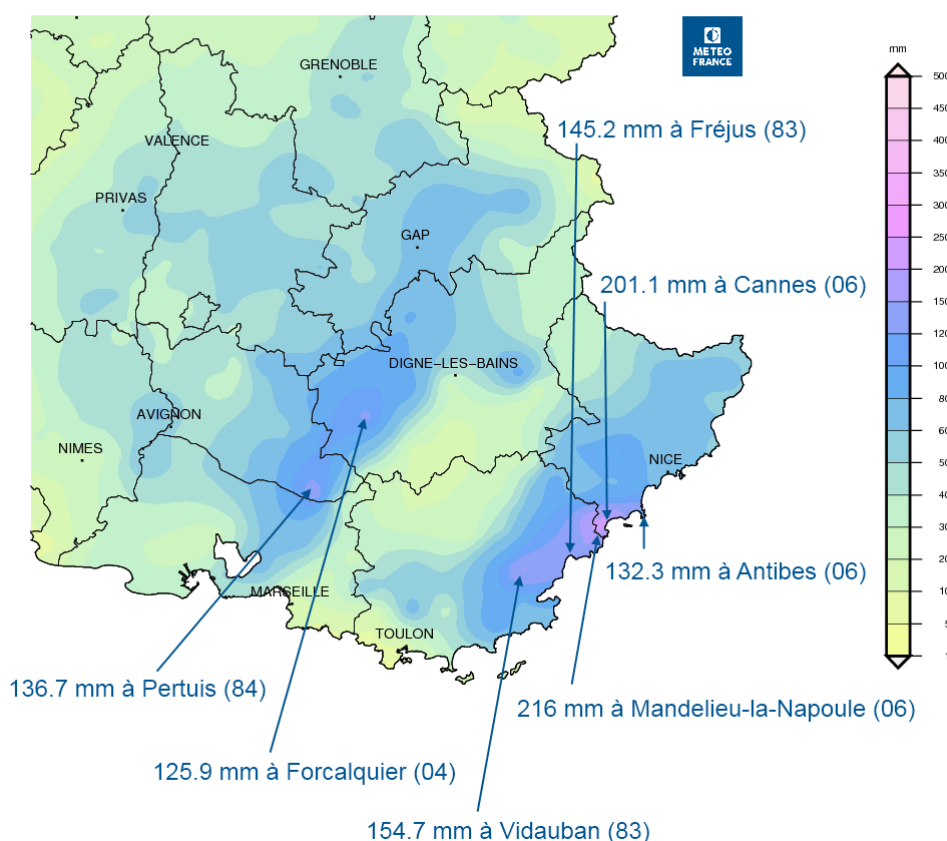 METEO
FRANCE
mm
GRENOBLE
145.2 mm à Fréjus (83)
VALENCE
PRIVAS
GAP
201.1 mm à Cannes (06)
DIGNE-LES-BAINS
AVIGNON
NIMES
NICE
132.3 mm à Antibes (06)
MARSEILLE
TOULON
136.7 mm à Pertuis (84)
216 mm à Mandelieu-la-Napoule (06)
125.9 mm à Forcalquier (04)
154.7 mm à Vidauban (83)
500
450
400
350
300
250
200
150
100
80
60
50
40
30
20
10
5
1